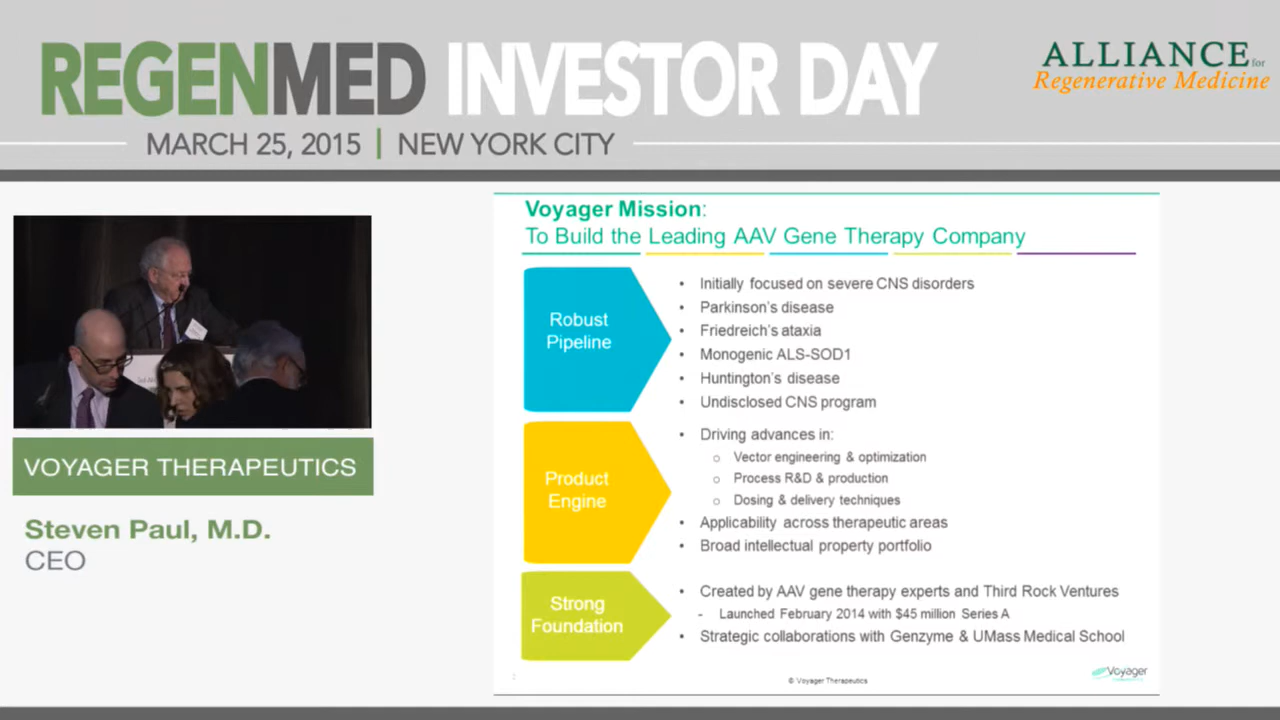 REGENMED INVESTOR DAY
MARCH 25, 2015 | NEW YORK CITY
ALLIANCE for
Regenerative Medicine
VOYAGER THERAPEUTICS
Steven Paul, M.D.
CEO
Voyager Mission:
To Build the Leading AAV Gene Therapy Company
Robust
Pipeline
• Initially focused on severe CNS disorders
• Parkinson's disease
• Friedreich's ataxia
• Monogenic ALS-SOD1
• Huntington's disease
• Undisclosed CNS program
Product
Engine
• Driving advances in:
o Vector engineering & optimization
o Process R&D & production
o Dosing & delivery techniques
• Applicability across therapeutic areas
• Broad intellectual property portfolio
Strong
Foundation
• Created by AAV gene therapy experts and Third Rock Ventures
- Launched February 2014 with $45 million Series A
• Strategic collaborations with Genzyme & UMass Medical School
© Voyager Therapeutics
Voyager